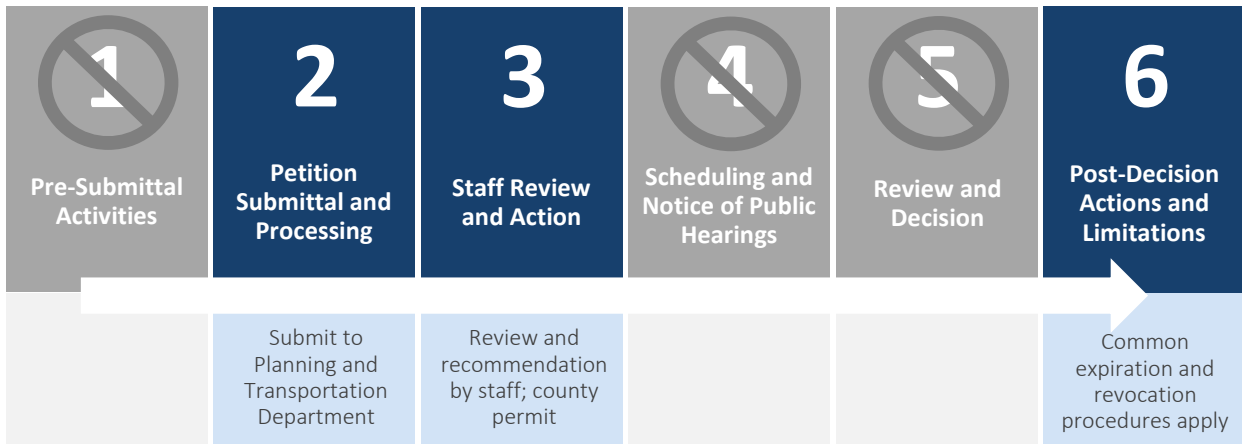 1
Pre-Submittal
Activities
2
Petition
Submittal and
Processing
Submit to
Planning and
Transportation
Department
3
Staff Review
and Action
Review and
recommendation
by staff; county
permit
4
Scheduling and
Notice of Public
Hearings
5
Review and
Decision
6
Post-Decision
Actions and
Limitations
Common
expiration and
revocation
procedures apply